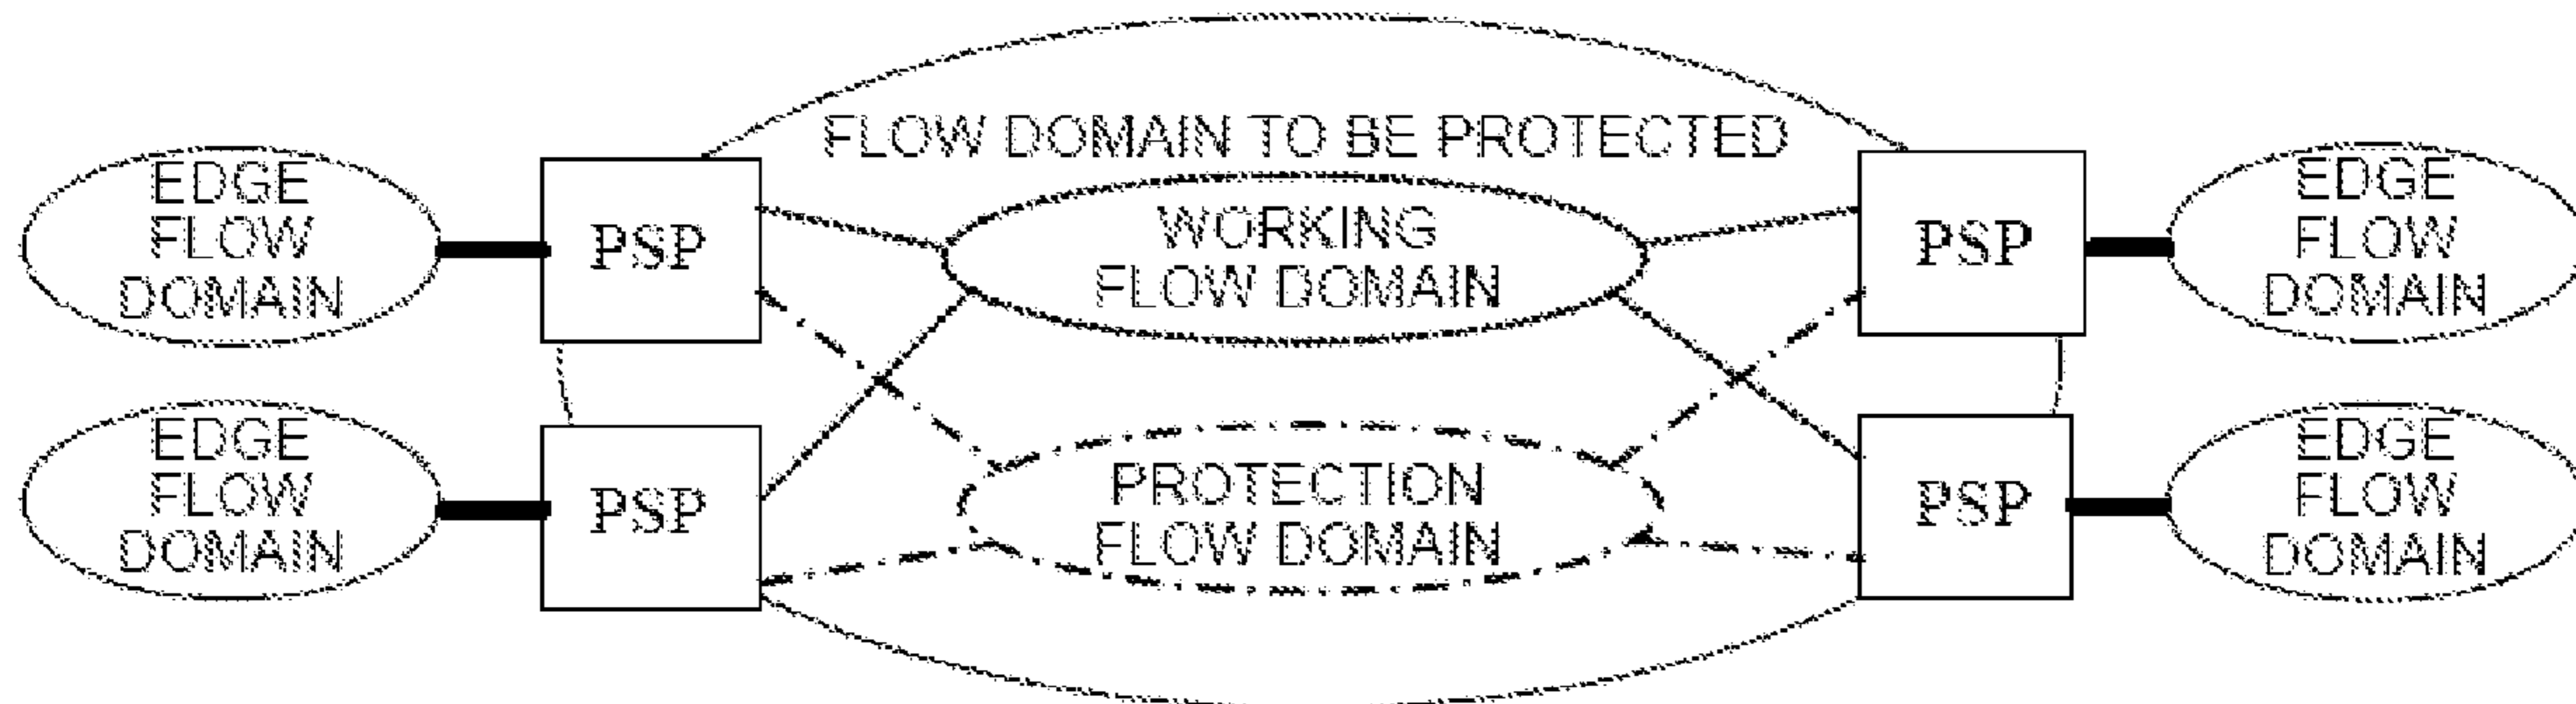 FLOW DOMAIN TO BE PROTECTED
EDGE
FLOW
DOMAIN
PSP
WORKING
FLOW DOMAIN
PSP
EDGE
FLOW
DOMAIN
EDGE
FLOW
DOMAIN
PSP
PROTECTION
FLOW DOMAIN
PSP
EDGE
FLOW
DOMAIN